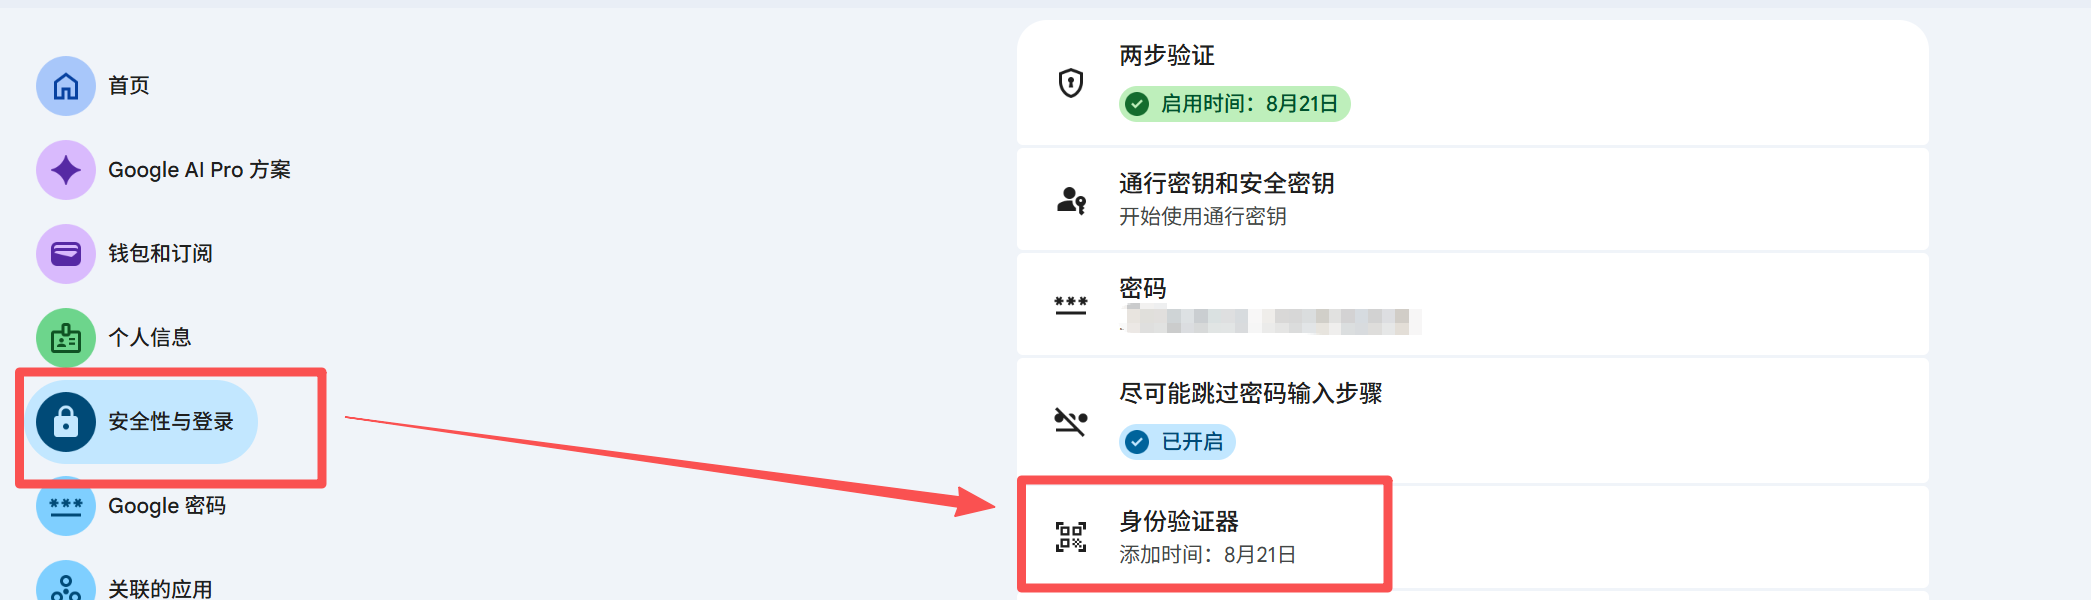 首页
Google AI Pro 方案
钱包和订阅
个人信息
安全性与登录
Google 密码
关联的应用
两步验证
启用时间：8月21日
通行密钥和安全密钥
开始使用通行密钥
密码
尽可能跳过密码输入步骤
已开启
身份验证器
添加时间：8月21日